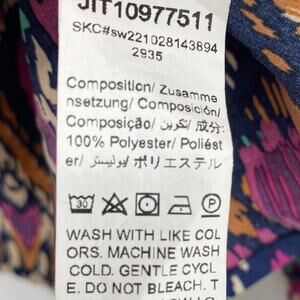 JIT10977511
SKC#sw221028143894
2935
Composition/ Zusamme
nsetzung/ Composición/
Composição/ تكوين/ 成分:
100% Polyester/ Poliést
er/ بوليستر/ ポリエステル
30 P
WASH WITH LIKE COL
ORS. MACHINE WASH
COLD. GENTLE CYCL
E. DO NOT BLEACH. T